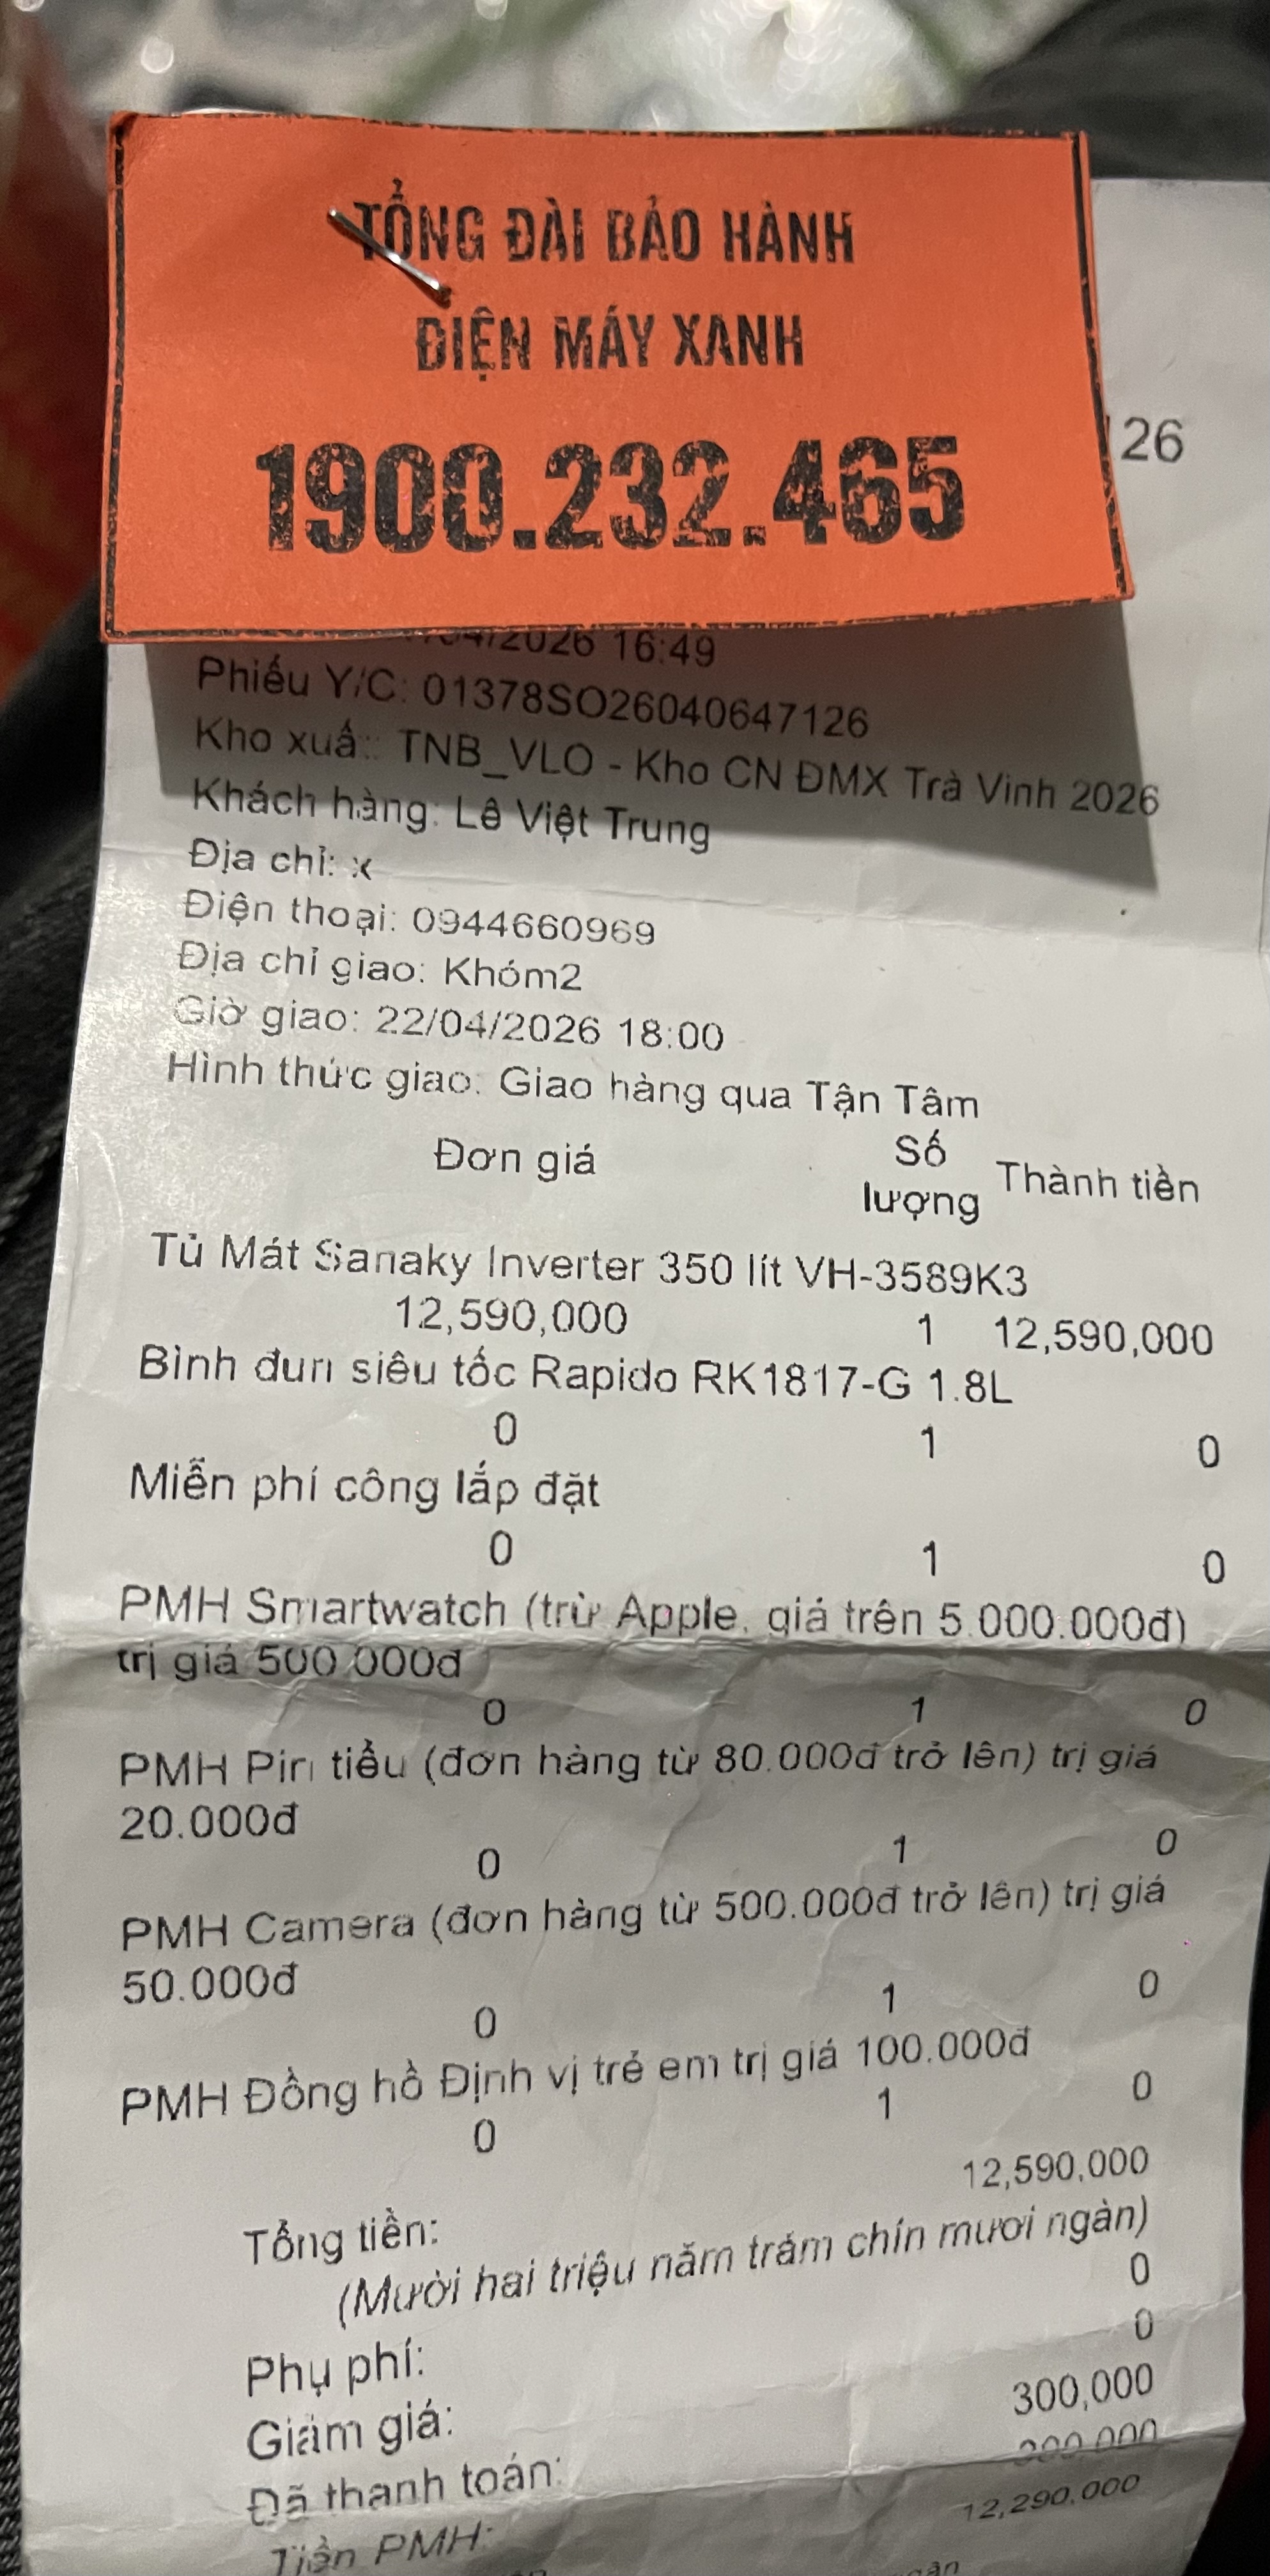 TỔNG ĐÀI BẢO HÀNH
ĐIỆN MÁY XANH
1900.232.465
126
/04/2026 16:49
Phiếu Y/C: 01378SO26040647126
Kho xuất: TNB_VLO - Kho CN ĐMX Trà Vinh 2026
Khách hàng: Lê Việt Trung
Địa chỉ: x
Điện thoại: 0944660969
Địa chỉ giao: Khóm2
Giờ giao: 22/04/2026 18:00
Hình thức giao: Giao hàng qua Tận Tâm
Đơn giá Số lượng Thành tiền
Tủ Mát Sanaky Inverter 350 lít VH-3589K3
12,590,000 1 12,590,000
Bình đun siêu tốc Rapido RK1817-G 1.8L
0 1 0
Miễn phí công lắp đặt
0 1 0
PMH Smartwatch (trừ Apple, giá trên 5.000.000đ)
trị giá 500.000đ
0 1 0
PMH Pin tiểu (đơn hàng từ 80.000đ trở lên) trị giá
20.000đ
0 1 0
PMH Camera (đơn hàng từ 500.000đ trở lên) trị giá
50.000đ
0 1 0
PMH Đồng hồ Định vị trẻ em trị giá 100.000đ
0 1 0
Tổng tiền: 12,590,000
(Mười hai triệu năm trăm chín mươi ngàn)
Phụ phí: 0
Giảm giá: 0
Đã thanh toán: 300,000
Tiền PMH: 300,000
12,290,000